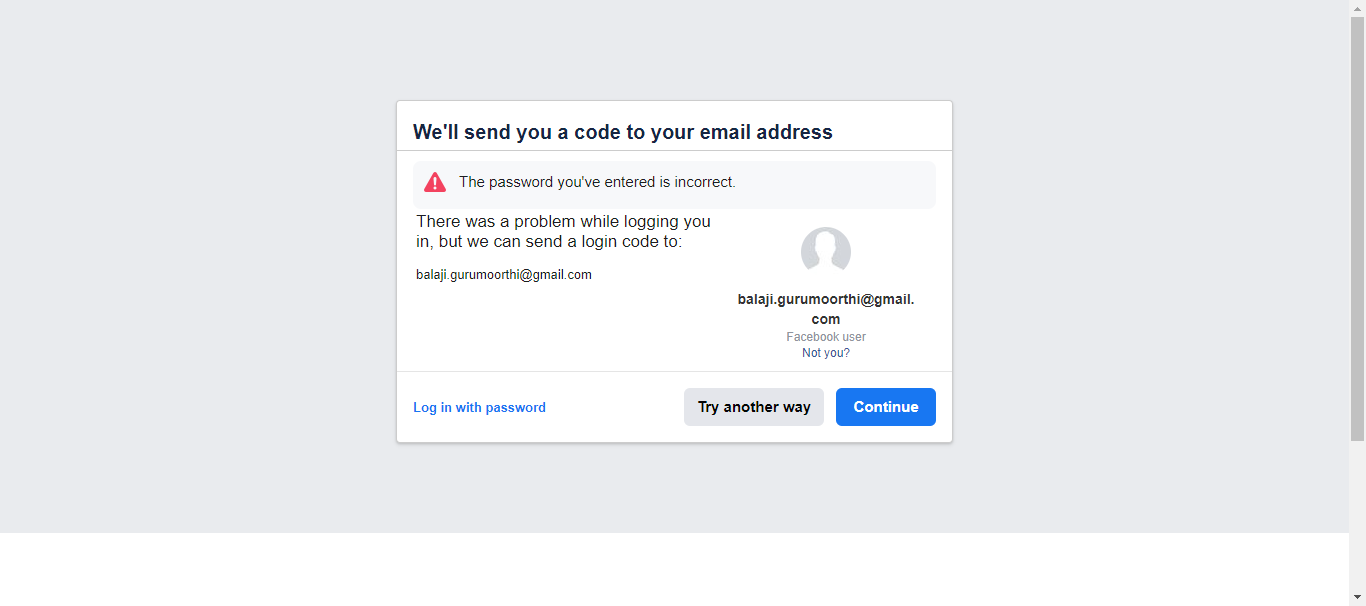 We'll send you a code to your email address
The password you've entered is incorrect.
There was a problem while logging you
in, but we can send a login code to:
balaji.gurumoorthi@gmail.com
balaji.gurumoorthi@gmail.
com
Facebook user
Not you?
Log in with password
Try another way
Continue